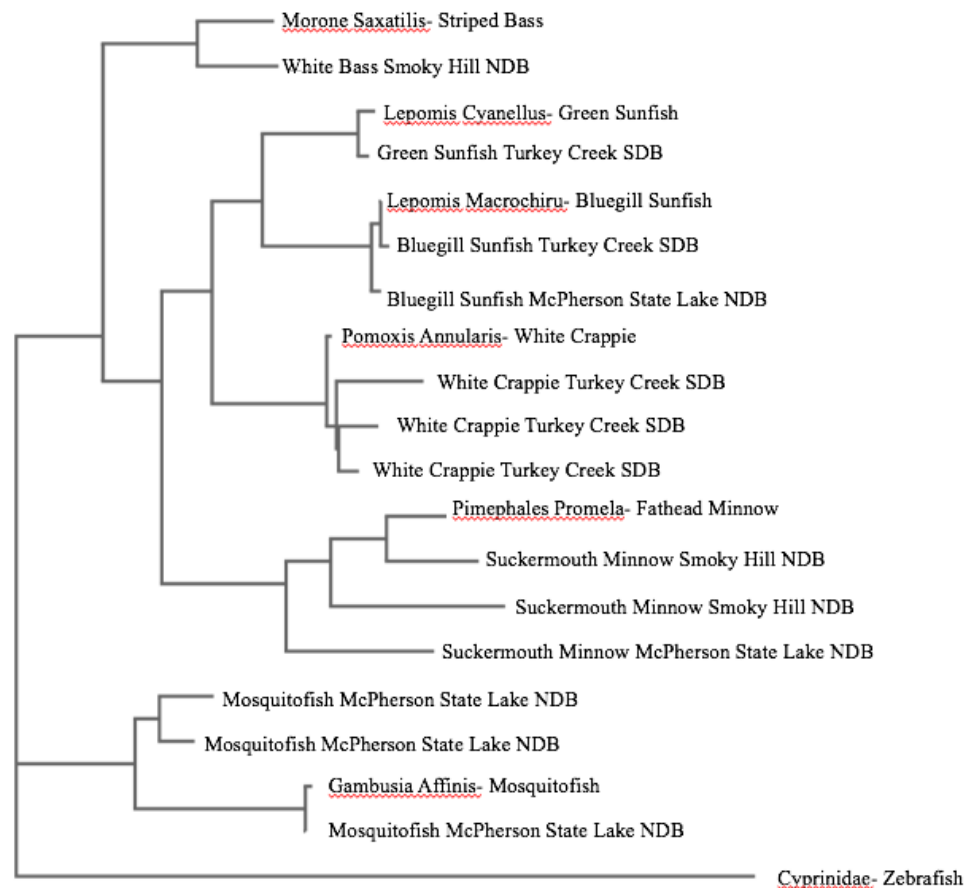 Morone Saxatilis- Striped Bass
White Bass Smoky Hill NDB
Lepomis Cyanellus- Green Sunfish
Green Sunfish Turkey Creek SDB
Lepomis Macrochiru- Bluegill Sunfish
Bluegill Sunfish Turkey Creek SDB
Bluegill Sunfish McPherson State Lake NDB
Pomoxis Annularis- White Crappie
White Crappie Turkey Creek SDB
White Crappie Turkey Creek SDB
White Crappie Turkey Creek SDB
Pimephales Promela- Fathead Minnow
Suckermouth Minnow Smoky Hill NDB
Suckermouth Minnow Smoky Hill NDB
Suckermouth Minnow McPherson State Lake NDB
Mosquitofish McPherson State Lake NDB
Mosquitofish McPherson State Lake NDB
Gambusia Affinis- Mosquitofish
Mosquitofish McPherson State Lake NDB
Cyprinidae- Zebrafish